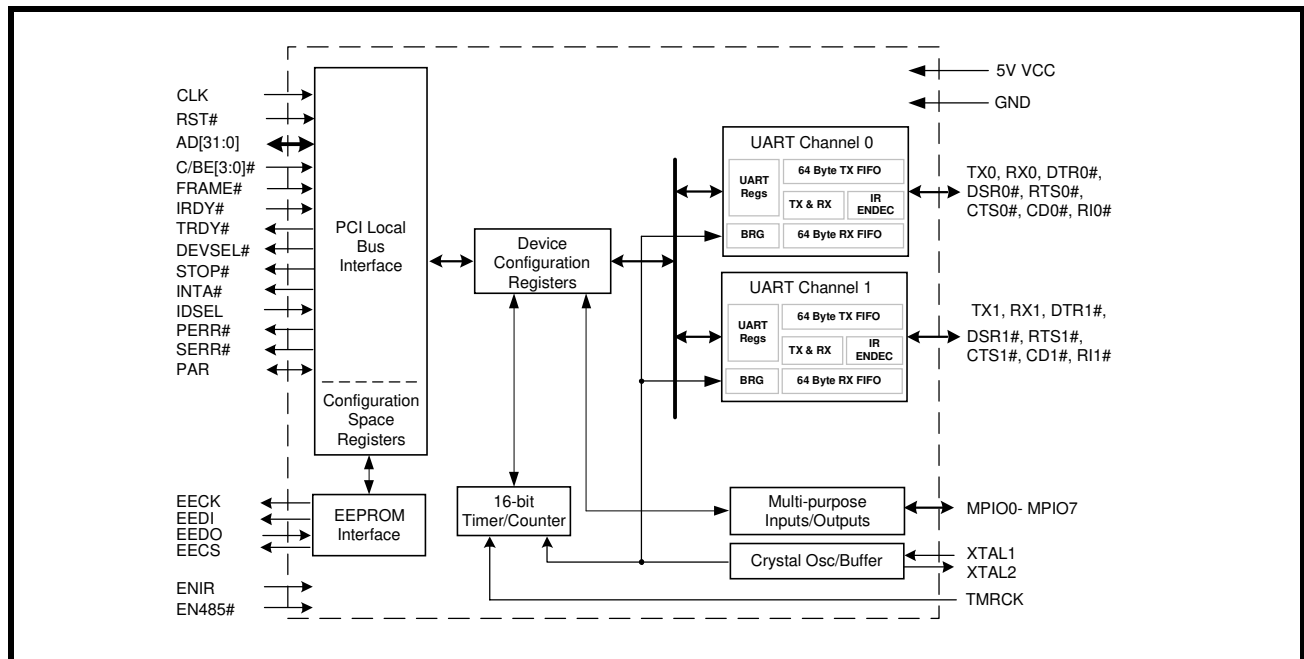 CLK
RST#
AD[31:0]
C/BE[3:0]#
FRAME#
IRDY#
TRDY#
DEVSEL#
STOP#
INTA#
IDSEL
PERR#
SERR#
PAR
EECK
EEDI
EEDO
EECS
ENIR
EN485#
PCI Local
Bus
Interface
Configuration
Space
Registers
EEPROM
Interface
Device
Configuration
Registers
16-bit
Timer/Counter
UART Channel 0
UART
Regs
64 Byte TX FIFO
TX & RX
IR
ENDEC
BRG
64 Byte RX FIFO
UART Channel 1
UART
Regs
64 Byte TX FIFO
TX & RX
IR
ENDEC
BRG
64 Byte RX FIFO
Multi-purpose
Inputs/Outputs
Crystal Osc/Buffer
5V VCC
GND
TX0, RX0, DTR0#,
DSR0#, RTS0#,
CTS0#, CD0#, RI0#
TX1, RX1, DTR1#,
DSR1#, RTS1#,
CTS1#, CD1#, RI1#
MPIO0- MPIO7
XTAL1
XTAL2
TMRCK